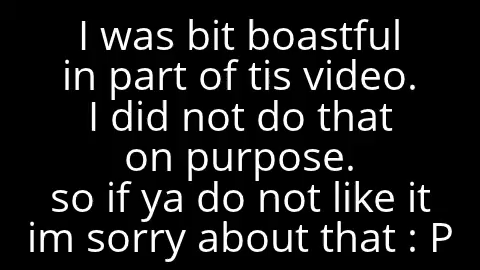 I was bit boastful
in part of tis video.
I did not do that
on purpose.
so if ya do not like it
im sorry about that : P